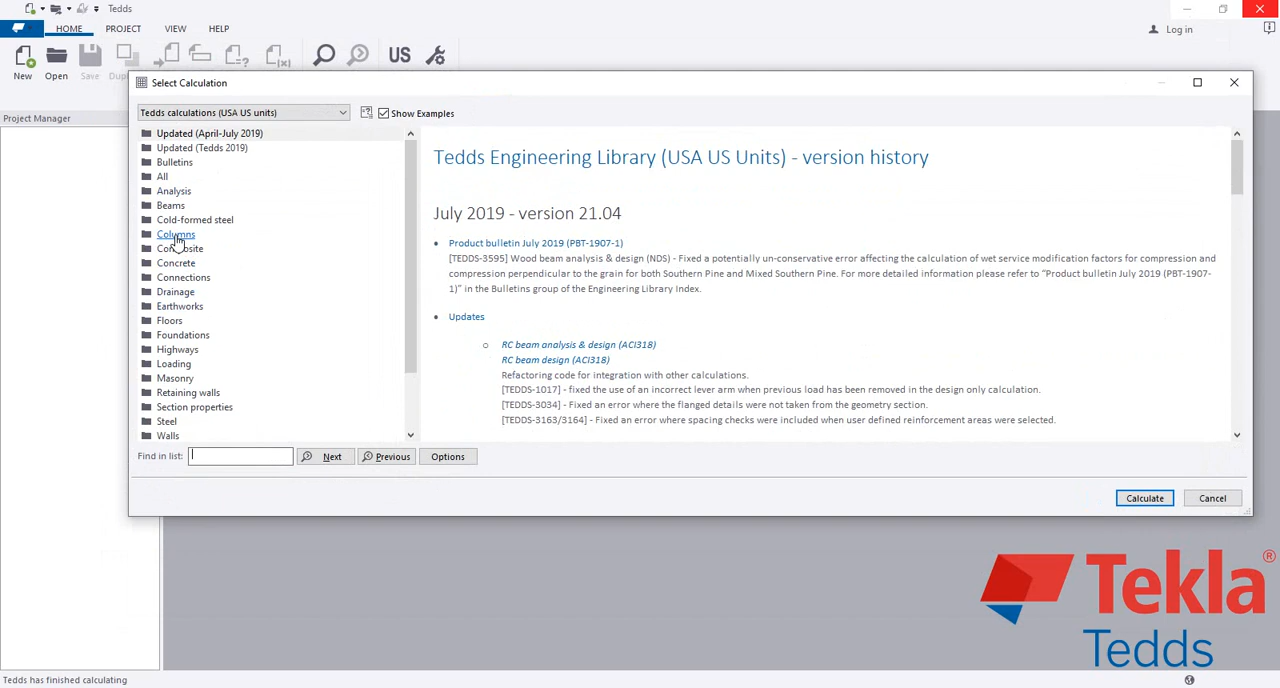 Tedds
HOME PROJECT VIEW HELP
Log in
New Open Save Dup
US
Select Calculation
Project Manager
Tedds calculations (USA US units)
Show Examples
Updated (April-July 2019)
Updated (Tedds 2019)
Bulletins
All
Analysis
Beams
Cold-formed steel
Columns
Composite
Concrete
Connections
Drainage
Earthworks
Floors
Foundations
Highways
Loading
Masonry
Retaining walls
Section properties
Steel
Walls
Tedds Engineering Library (USA US Units) - version history
July 2019 - version 21.04
• Product bulletin July 2019 (PBT-1907-1)
[TEDDS-3595] Wood beam analysis & design (NDS) - Fixed a potentially un-conservative error affecting the calculation of wet service modification factors for compression and
compression perpendicular to the grain for both Southern Pine and Mixed Southern Pine. For more detailed information please refer to “Product bulletin July 2019 (PBT-1907-
1)” in the Bulletins group of the Engineering Library Index.
• Updates
○ RC beam analysis & design (ACI318)
RC beam design (ACI318)
Refactoring code for integration with other calculations.
[TEDDS-1017] - fixed the use of an incorrect lever arm when previous load has been removed in the design only calculation.
[TEDDS-3034] - Fixed an error where the flanged details were not taken from the geometry section.
[TEDDS-3163/3164] - Fixed an error where spacing checks were included when user defined reinforcement areas were selected.
Find in list: Next Previous Options
Calculate Cancel
Tekla®
Tedds
Tedds has finished calculating